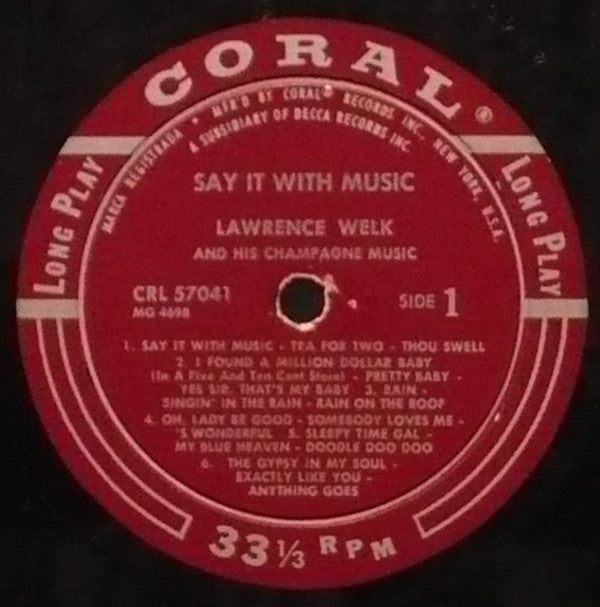 CORAL®
MARCA REGISTRADA • MFR'D BY CORAL® RECORDS INC., NEW YORK, U.S.A.
A SUBSIDIARY OF DECCA RECORDS INC.
LONG PLAY
LONG PLAY
SAY IT WITH MUSIC
LAWRENCE WELK
AND HIS CHAMPAGNE MUSIC
CRL 57041
MG 4698
SIDE 1
1. SAY IT WITH MUSIC - TEA FOR TWO - THOU SWELL
2. I FOUND A MILLION DOLLAR BABY
(In A Five And Ten Cent Store) - PRETTY BABY -
YES SIR, THAT'S MY BABY 3. RAIN -
SINGIN' IN THE RAIN - RAIN ON THE ROOF
4. OH, LADY BE GOOD - SOMEBODY LOVES ME -
'S WONDERFUL 5. SLEEPY TIME GAL -
MY BLUE HEAVEN - DOODLE DOO DOO
6. THE GYPSY IN MY SOUL -
EXACTLY LIKE YOU -
ANYTHING GOES
33 1/3 RPM